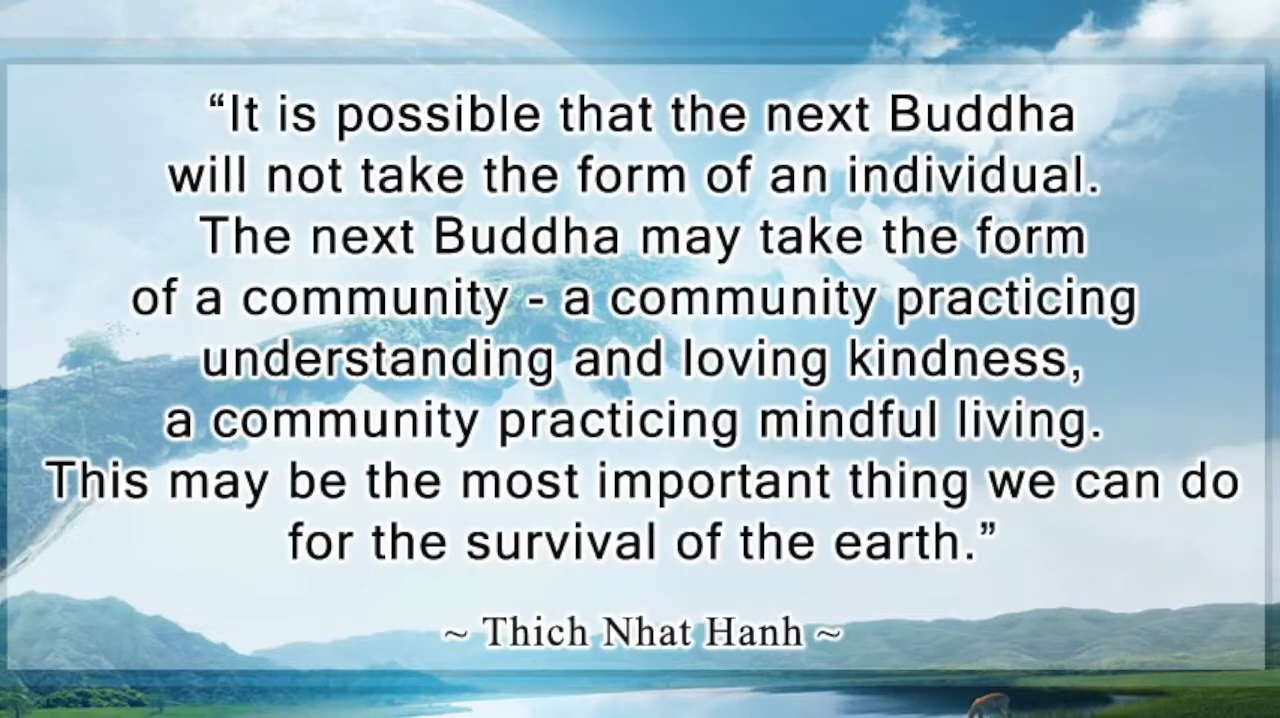 “It is possible that the next Buddha
will not take the form of an individual.
The next Buddha may take the form
of a community - a community practicing
understanding and loving kindness,
a community practicing mindful living.
This may be the most important thing we can do
for the survival of the earth.”
~ Thich Nhat Hanh ~